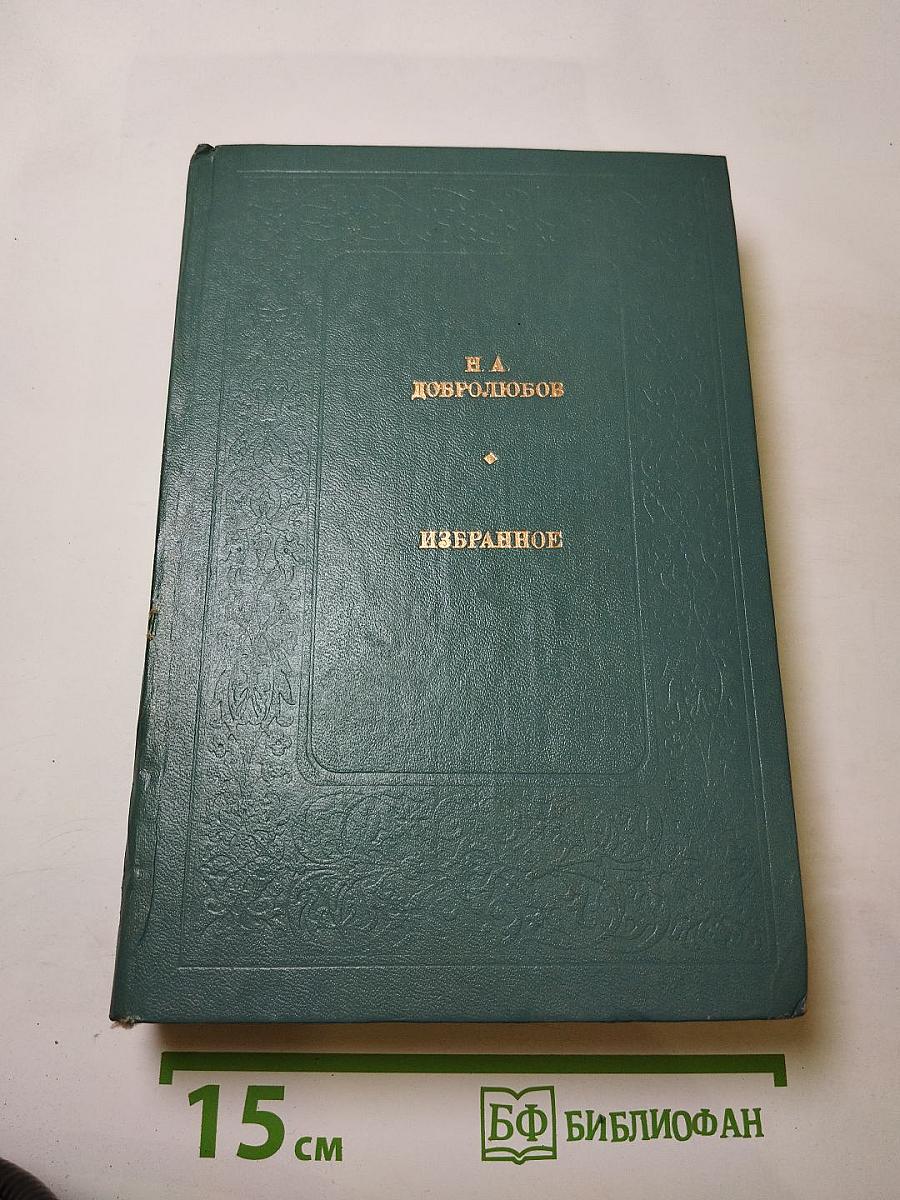 Н. А.
ДОБРОЛЮБОВ
ИЗБРАННОЕ
15 см
БФ БИБЛИОФАН